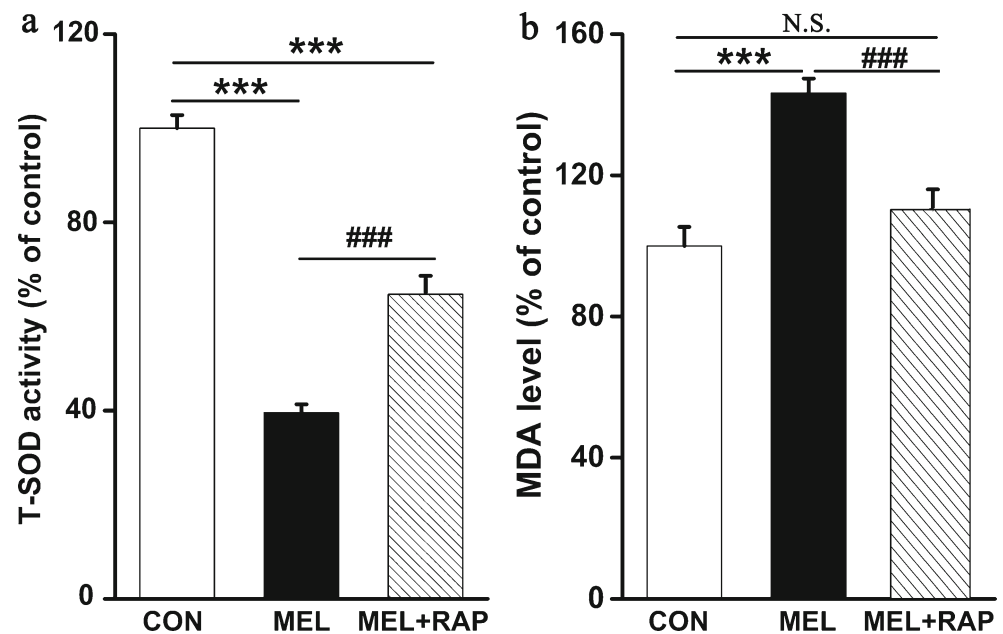 a
T-SOD activity (% of control)
120
80
40
0
***
***
###
CON MEL MEL+RAP
b
MDA level (% of control)
160
120
80
40
0
N.S.
*** ###
CON MEL MEL+RAP